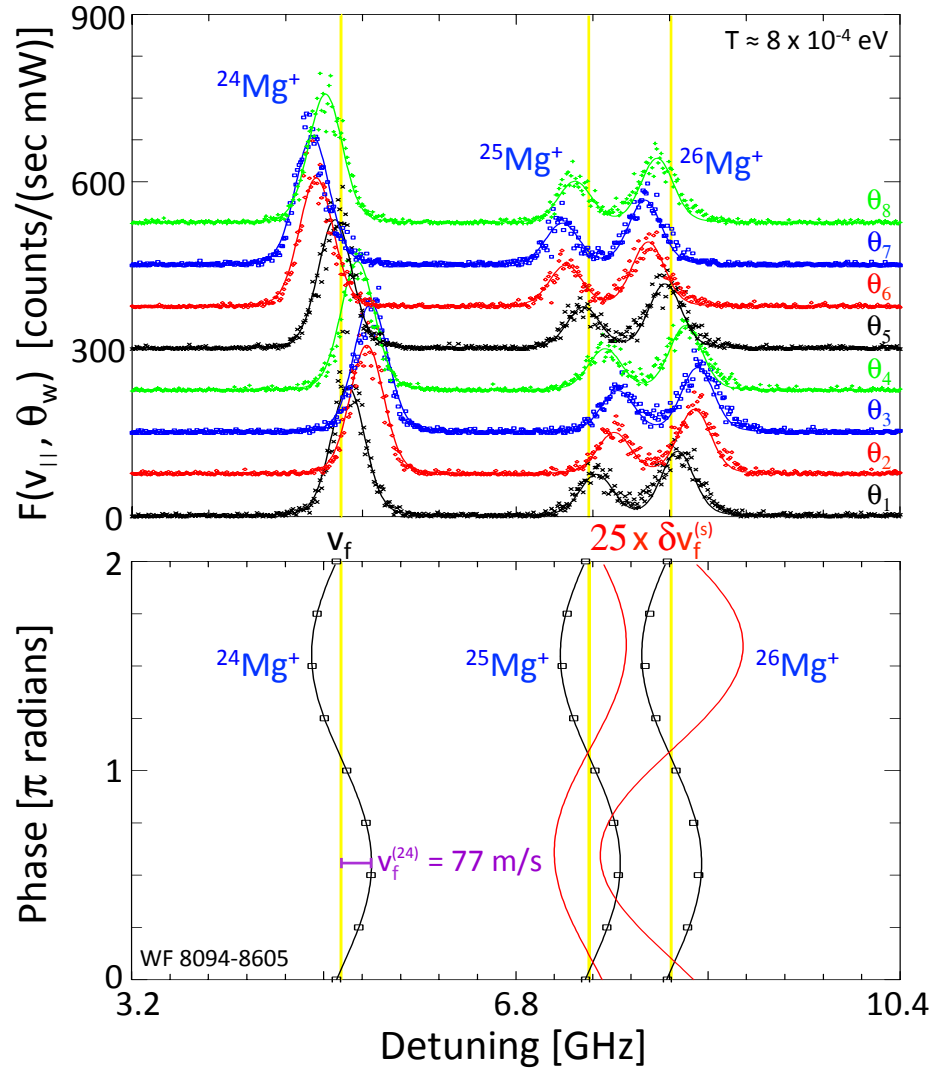 900
T ≈ 8 x 10⁻⁴ eV
²⁴Mg⁺
²⁵Mg⁺
²⁶Mg⁺
600
300
0
F(v||, θw) [counts/(sec mW)]
θ₈
θ₇
θ₆
θ₅
θ₄
θ₃
θ₂
θ₁
vf
25 x δvf(s)
2
1
0
Phase [π radians]
²⁴Mg⁺
²⁵Mg⁺
²⁶Mg⁺
vf(24) = 77 m/s
WF 8094-8605
3.2
6.8
10.4
Detuning [GHz]